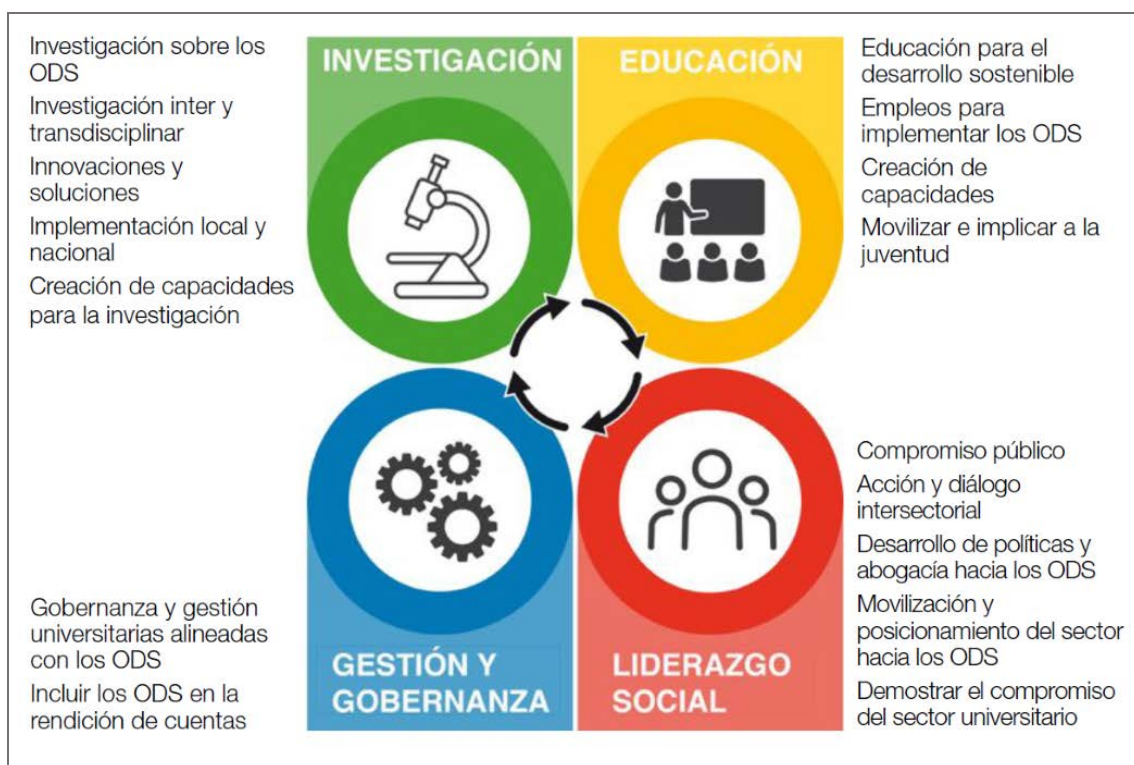 Investigación sobre los
ODS
Investigación inter y
transdisciplinar
Innovaciones y
soluciones
Implementación local y
nacional
Creación de capacidades
para la investigación
INVESTIGACIÓN
EDUCACIÓN
Educación para el
desarrollo sostenible
Empleos para
implementar los ODS
Creación de
capacidades
Movilizar e implicar a la
juventud
Gobernanza y gestión
universitarias alineadas
con los ODS
Incluir los ODS en la
rendición de cuentas
GESTIÓN Y
GOBERNANZA
LIDERAZGO
SOCIAL
Compromiso público
Acción y diálogo
intersectorial
Desarrollo de políticas y
abogacía hacia los ODS
Movilización y
posicionamiento del sector
hacia los ODS
Demostrar el compromiso
del sector universitario